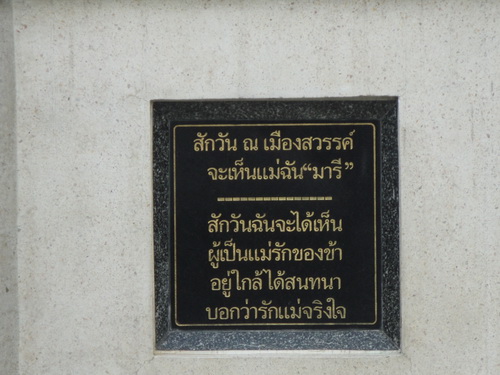 สักวัน ณ เมืองสวรรค์
จะเห็นแม่ฉัน“มารี”
----------------
สักวันฉันจะได้เห็น
ผู้เป็นแม่รักของข้า
อยู่ใกล้ได้สนทนา
บอกว่ารักแม่จริงใจ